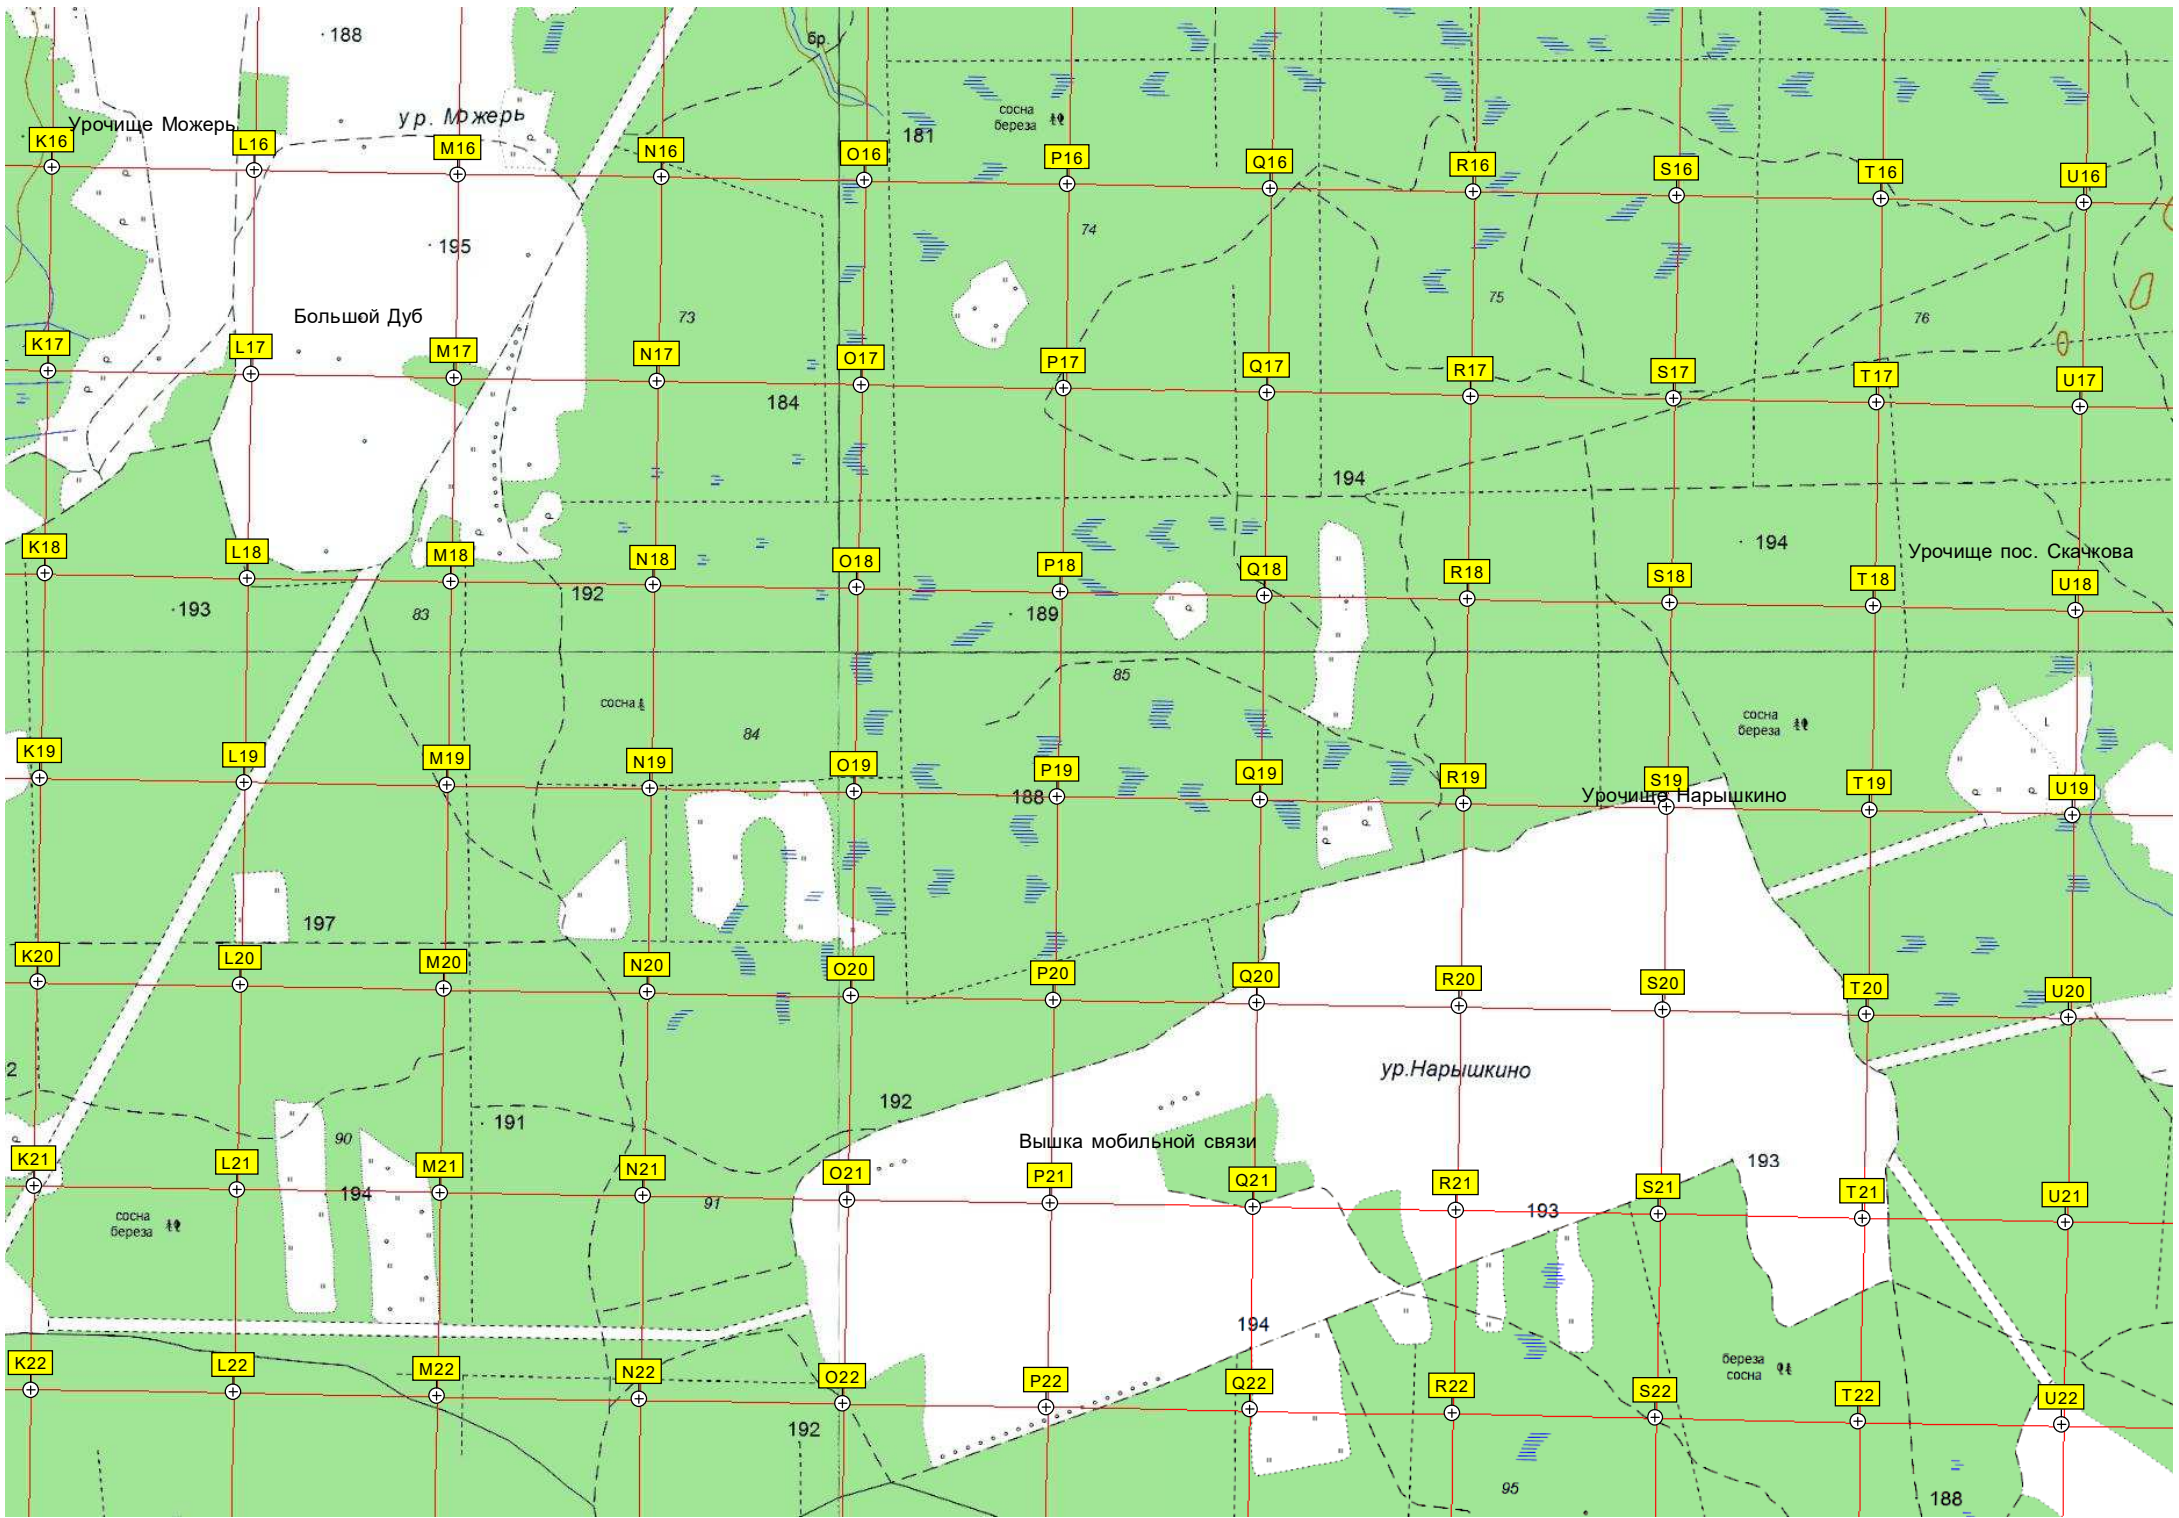 188
бр.
сосна
береза
181
Урочище Можерь
ур. Можерь
K16
L16
M16
N16
O16
P16
Q16
R16
S16
T16
U16
74
195
75
76
Большой Дуб
73
K17
L17
M17
N17
O17
P17
Q17
R17
S17
T17
U17
184
194
194
Урочище пос. Скачкова
K18
L18
M18
N18
O18
P18
Q18
R18
S18
T18
U18
193
83
192
189
85
сосна
84
сосна
береза
K19
L19
M19
N19
O19
P19
Q19
R19
S19
T19
U19
188
Урочище Нарышкино
197
K20
L20
M20
N20
O20
P20
Q20
R20
S20
T20
U20
2
ур.Нарышкино
192
191
90
Вышка мобильной связи
193
K21
L21
M21
N21
O21
P21
Q21
R21
S21
T21
U21
194
91
193
сосна
береза
194
береза
сосна
K22
L22
M22
N22
O22
P22
Q22
R22
S22
T22
U22
192
95
188